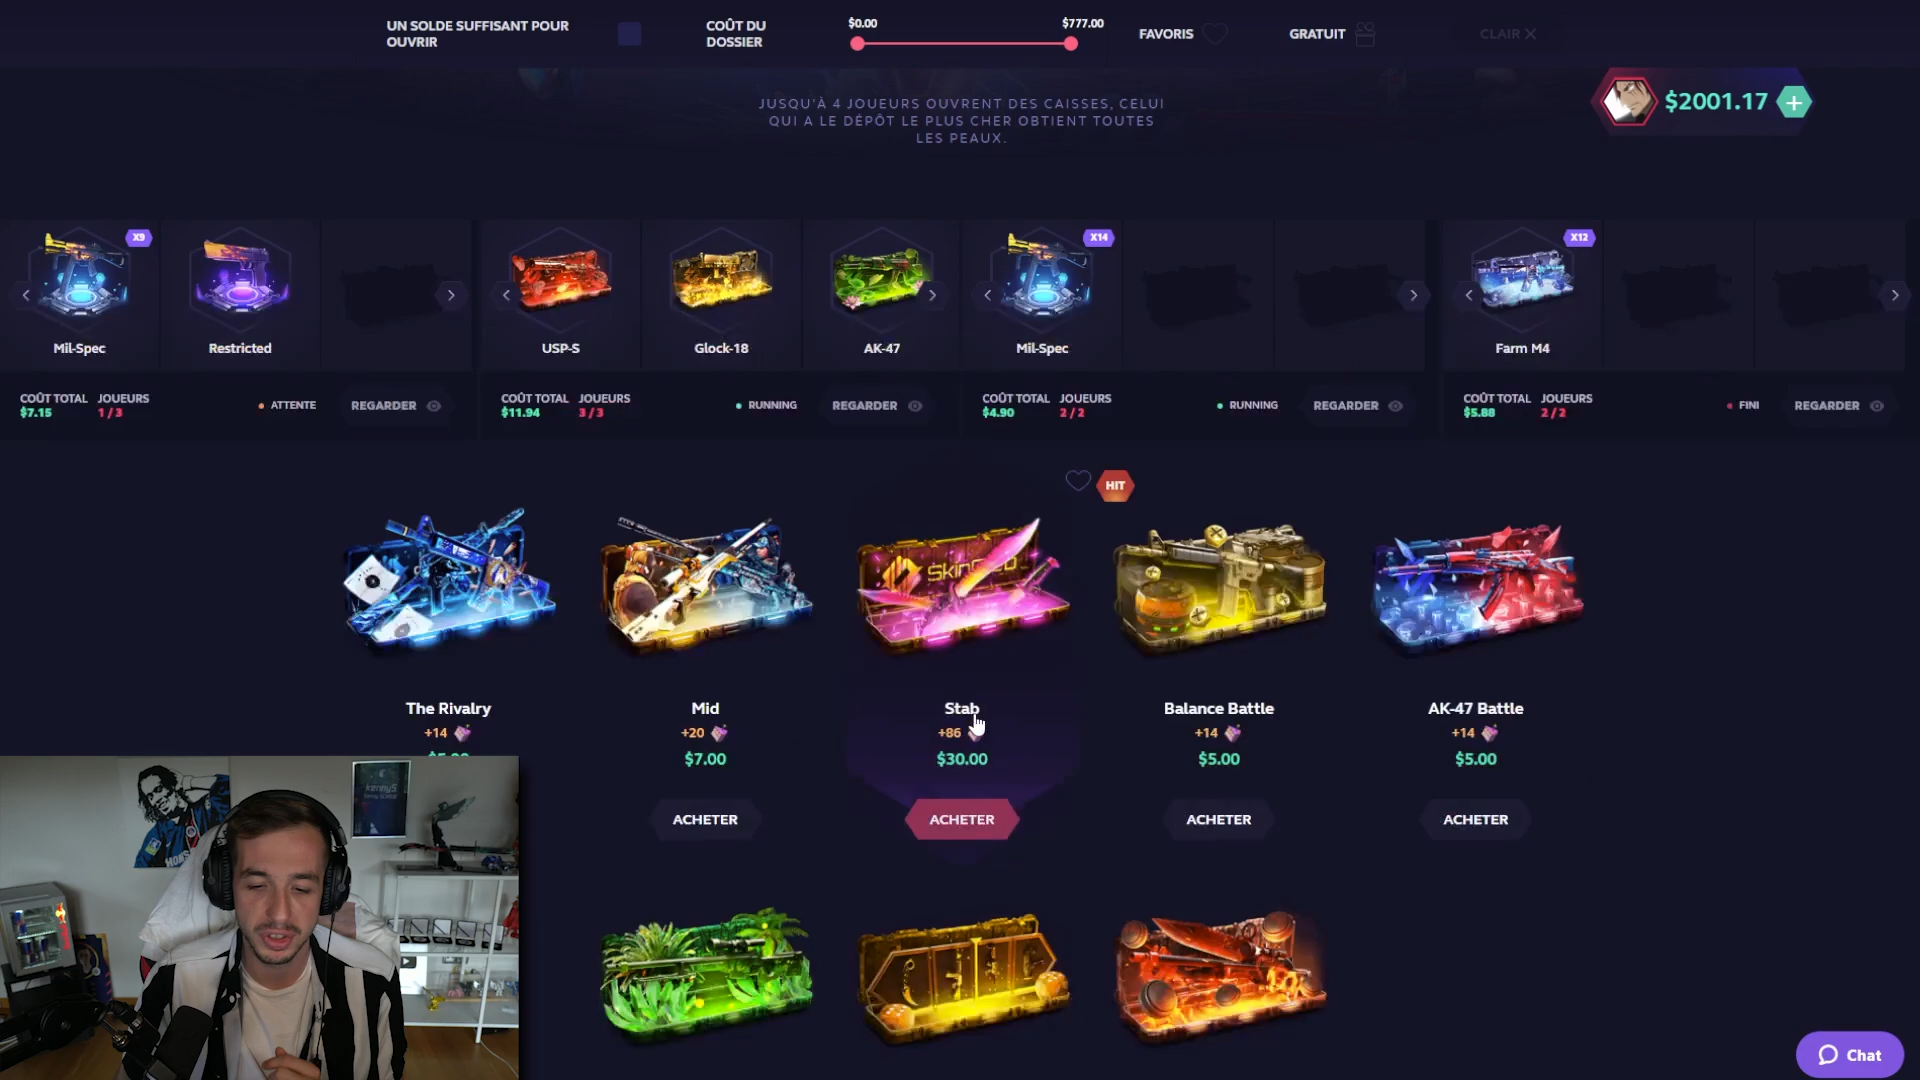 UN SOLDE SUFFISANT POUR
OUVRIR
COÛT DU
DOSSIER
$0.00
$777.00
FAVORIS
GRATUIT
CLAIR
JUSQU'À 4 JOUEURS OUVRENT DES CAISSES, CELUI
QUI A LE DÉPÔT LE PLUS CHER OBTIENT TOUTES
LES PEAUX.
$2001.17
X9
Mil-Spec
Restricted
COÛT TOTAL
$7.15
JOUEURS
1 / 3
ATTENTE
REGARDER
USP-S
Glock-18
AK-47
COÛT TOTAL
$11.94
JOUEURS
3 / 3
RUNNING
REGARDER
X14
Mil-Spec
COÛT TOTAL
$4.90
JOUEURS
2 / 2
RUNNING
REGARDER
X12
Farm M4
COÛT TOTAL
$5.88
JOUEURS
2 / 2
FINI
REGARDER
HIT
The Rivalry
+14
Mid
+20
$7.00
ACHETER
Stab
+86
$30.00
ACHETER
Balance Battle
+14
$5.00
ACHETER
AK-47 Battle
+14
$5.00
ACHETER
kennyS
Chat